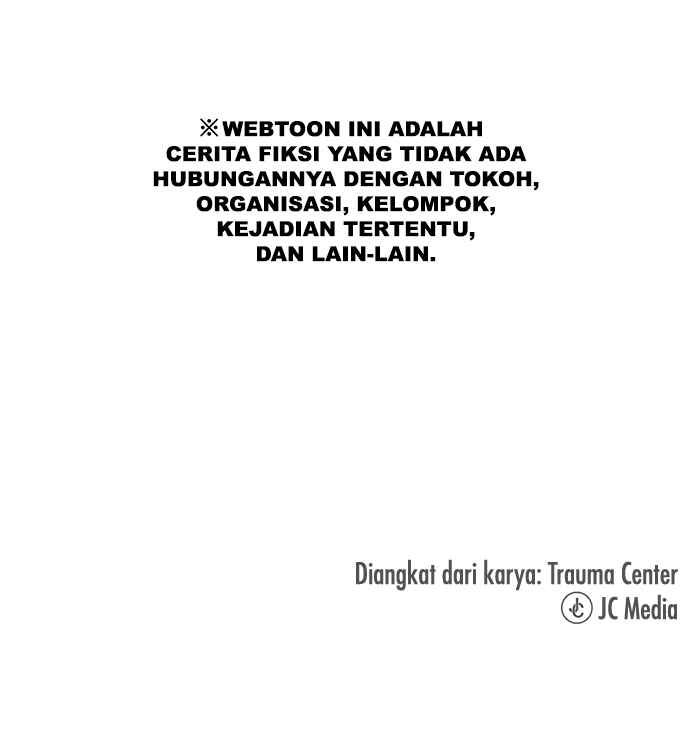 ※WEBTOON INI ADALAH
CERITA FIKSI YANG TIDAK ADA
HUBUNGANNYA DENGAN TOKOH,
ORGANISASI, KELOMPOK,
KEJADIAN TERTENTU,
DAN LAIN-LAIN.
Diangkat dari karya: Trauma Center
JC JC Media